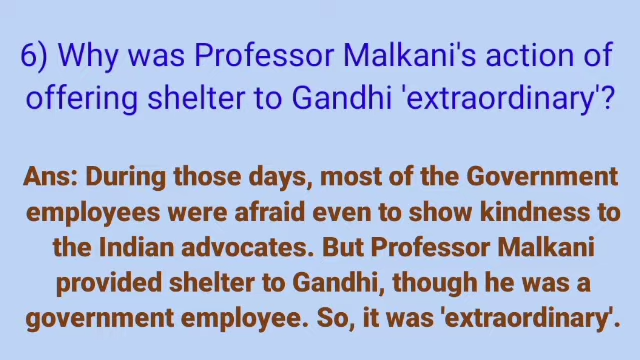 6) Why was Professor Malkani's action of
offering shelter to Gandhi 'extraordinary'?
Ans: During those days, most of the Government
employees were afraid even to show kindness to
the Indian advocates. But Professor Malkani
provided shelter to Gandhi, though he was a
government employee. So, it was 'extraordinary'.